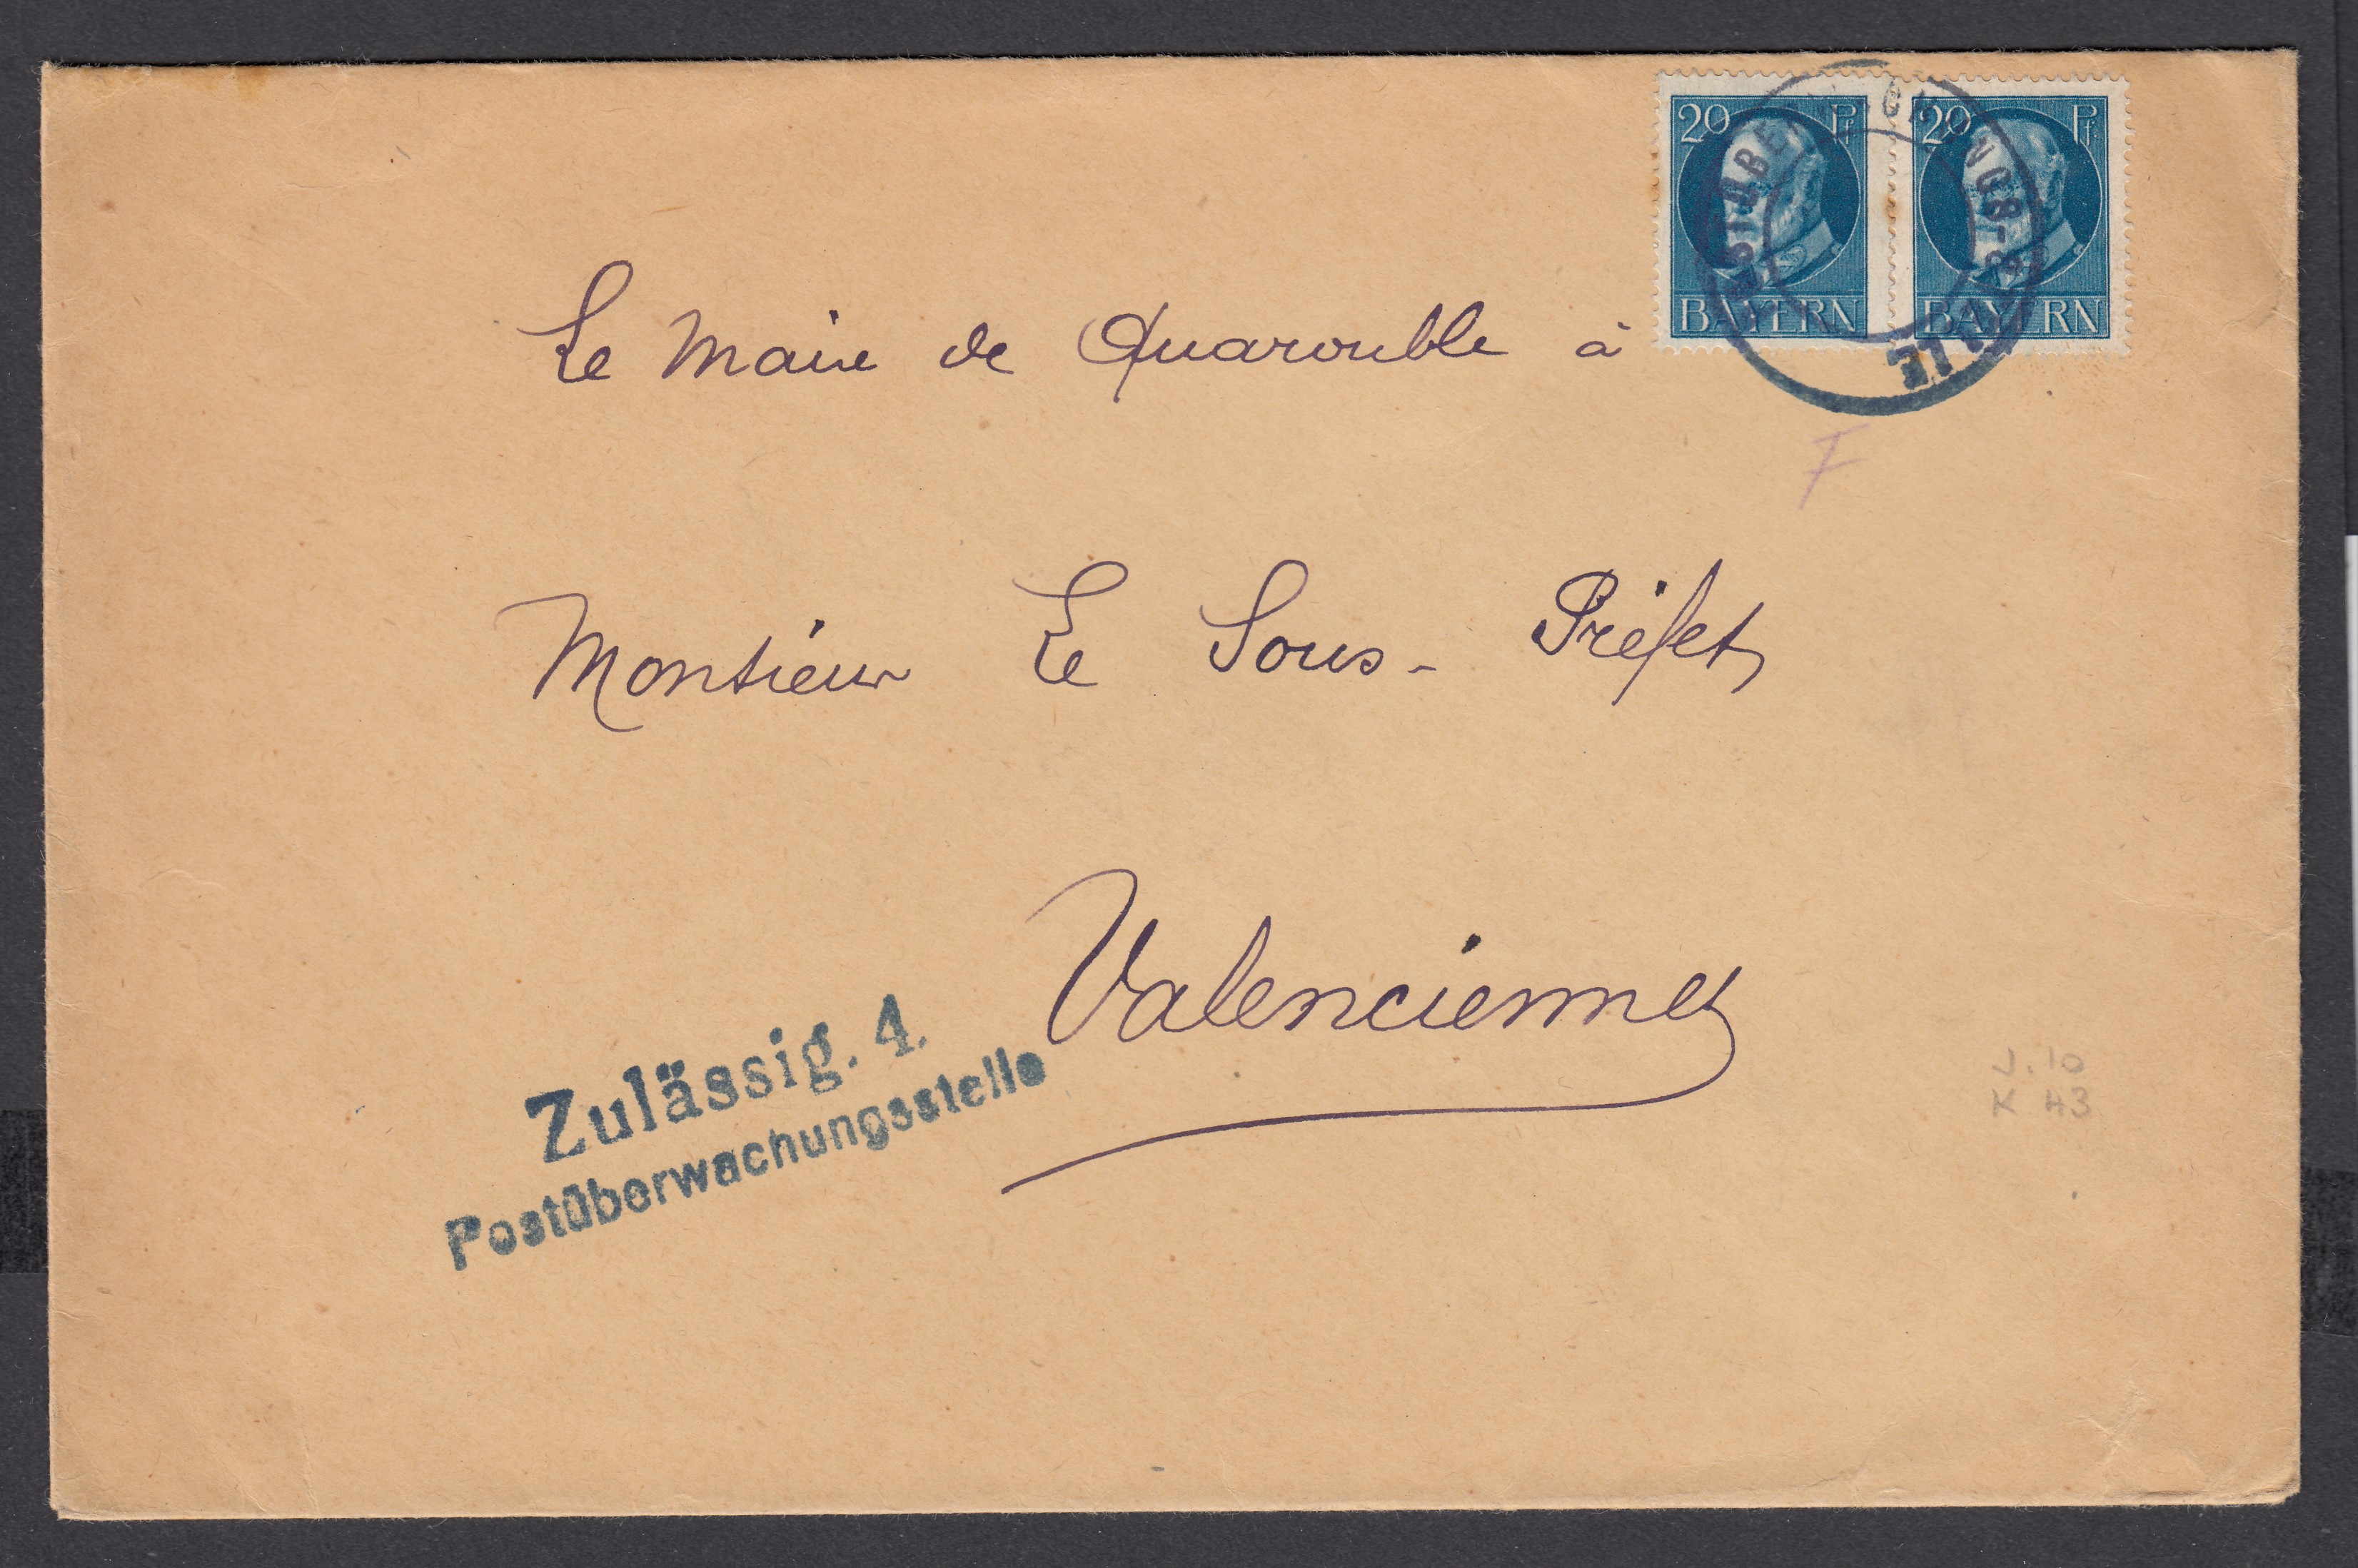 20 Pf
BAYERN
20 Pf
BAYERN
POSTÜBERWACHUNGSSTELLE
Le Maire de Quarouble à
F
Monsieur Le Sous-Préfet
Valenciennes
Zulässig. 4.
Postüberwachungsstelle
J. 10
K 43